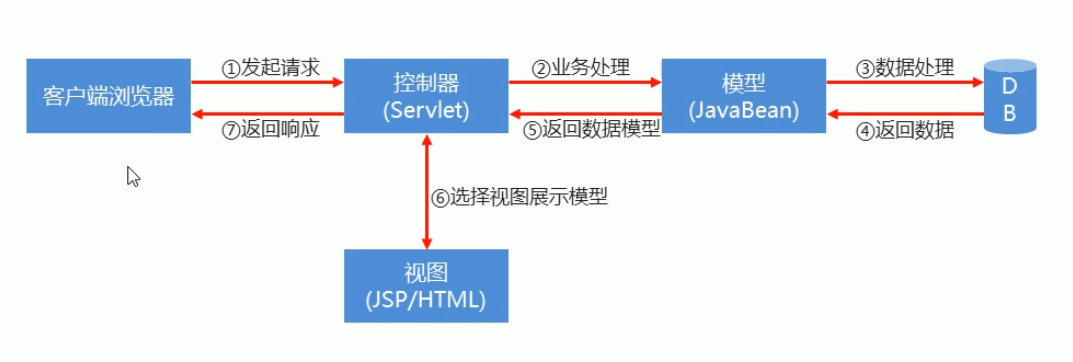 ①发起请求
②业务处理
③数据处理
客户端浏览器
控制器
(Servlet)
模型
(JavaBean)
D
B
⑦返回响应
⑤返回数据模型
④返回数据
⑥选择视图展示模型
视图
(JSP/HTML)